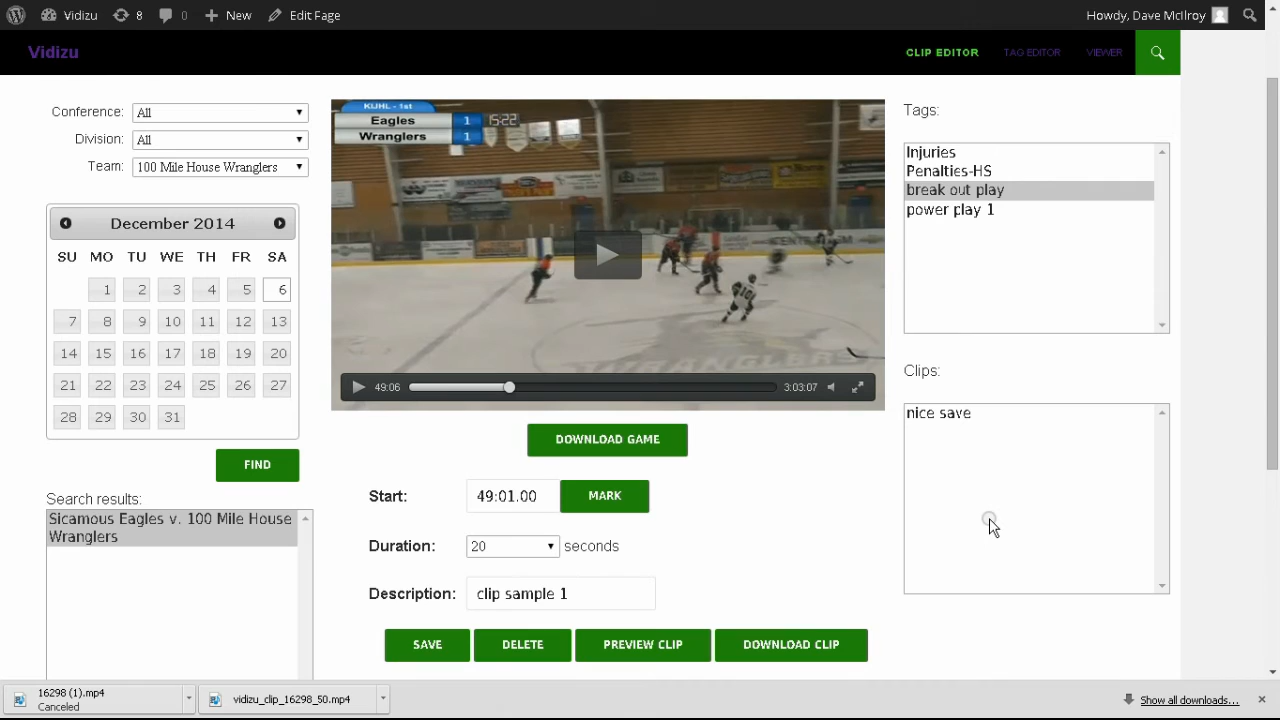 Vidizu
8
0
New
Edit Page
Howdy, Dave McIlroy
Vidizu
CLIP EDITOR
TAG EDITOR
VIEWER
Conference:
All
Division:
All
Team:
100 Mile House Wranglers
December 2014
SU MO TU WE TH FR SA
1 2 3 4 5 6
7 8 9 10 11 12 13
14 15 16 17 18 19 20
21 22 23 24 25 26 27
28 29 30 31
FIND
Search results:
Sicamous Eagles v. 100 Mile House
Wranglers
KIJHL - 1st
Eagles 1 15:22
Wranglers 1
WRANGLERS
49:06
3:03:07
DOWNLOAD GAME
Start:
49:01.00
MARK
Duration:
20
seconds
Description:
clip sample 1
SAVE
DELETE
PREVIEW CLIP
DOWNLOAD CLIP
Tags:
Injuries
Penalties-HS
break out play
power play 1
Clips:
nice save
16298 (1).mp4
Canceled
vidizu_clip_16298_50.mp4
Show all downloads...